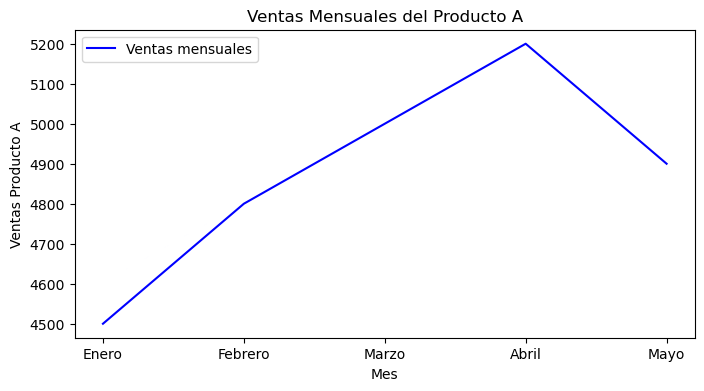 Ventas Mensuales del Producto A
Ventas mensuales
Ventas Producto A
5200
5100
5000
4900
4800
4700
4600
4500
Enero Febrero Marzo Abril Mayo
Mes